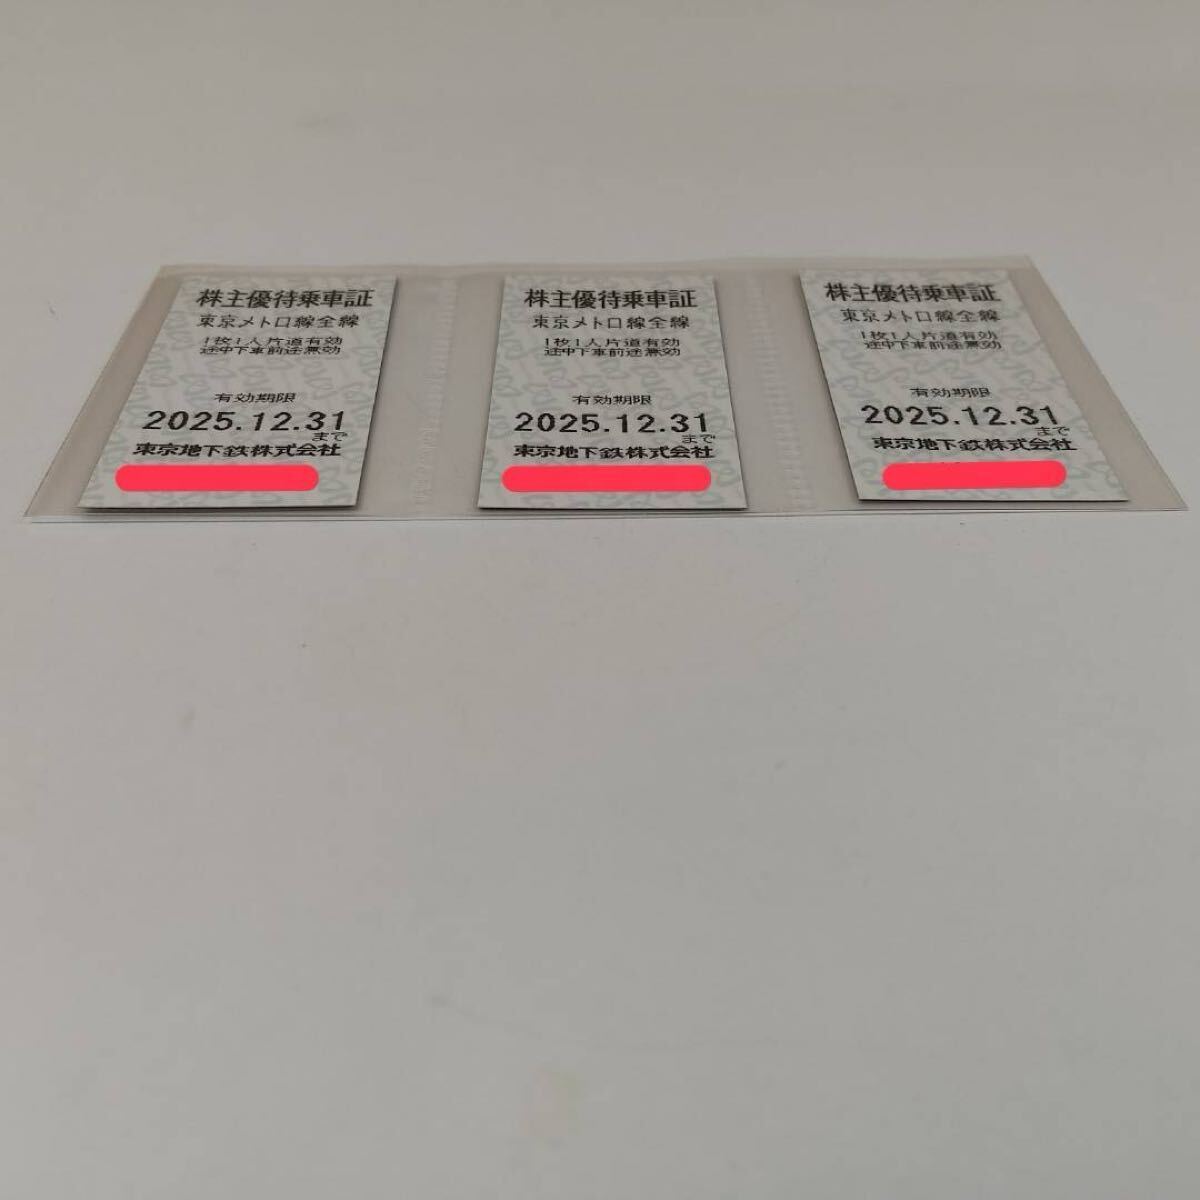 株主優待乗車証
東京メトロ線全線
1枚1人片道有効
途中下車前途無効
有効期限
2025.12.31
まで
東京地下鉄株式会社
株主優待乗車証
東京メトロ線全線
1枚1人片道有効
途中下車前途無効
有効期限
2025.12.31
まで
東京地下鉄株式会社
株主優待乗車証
東京メトロ線全線
1枚1人片道有効
途中下車前途無効
有効期限
2025.12.31
まで
東京地下鉄株式会社